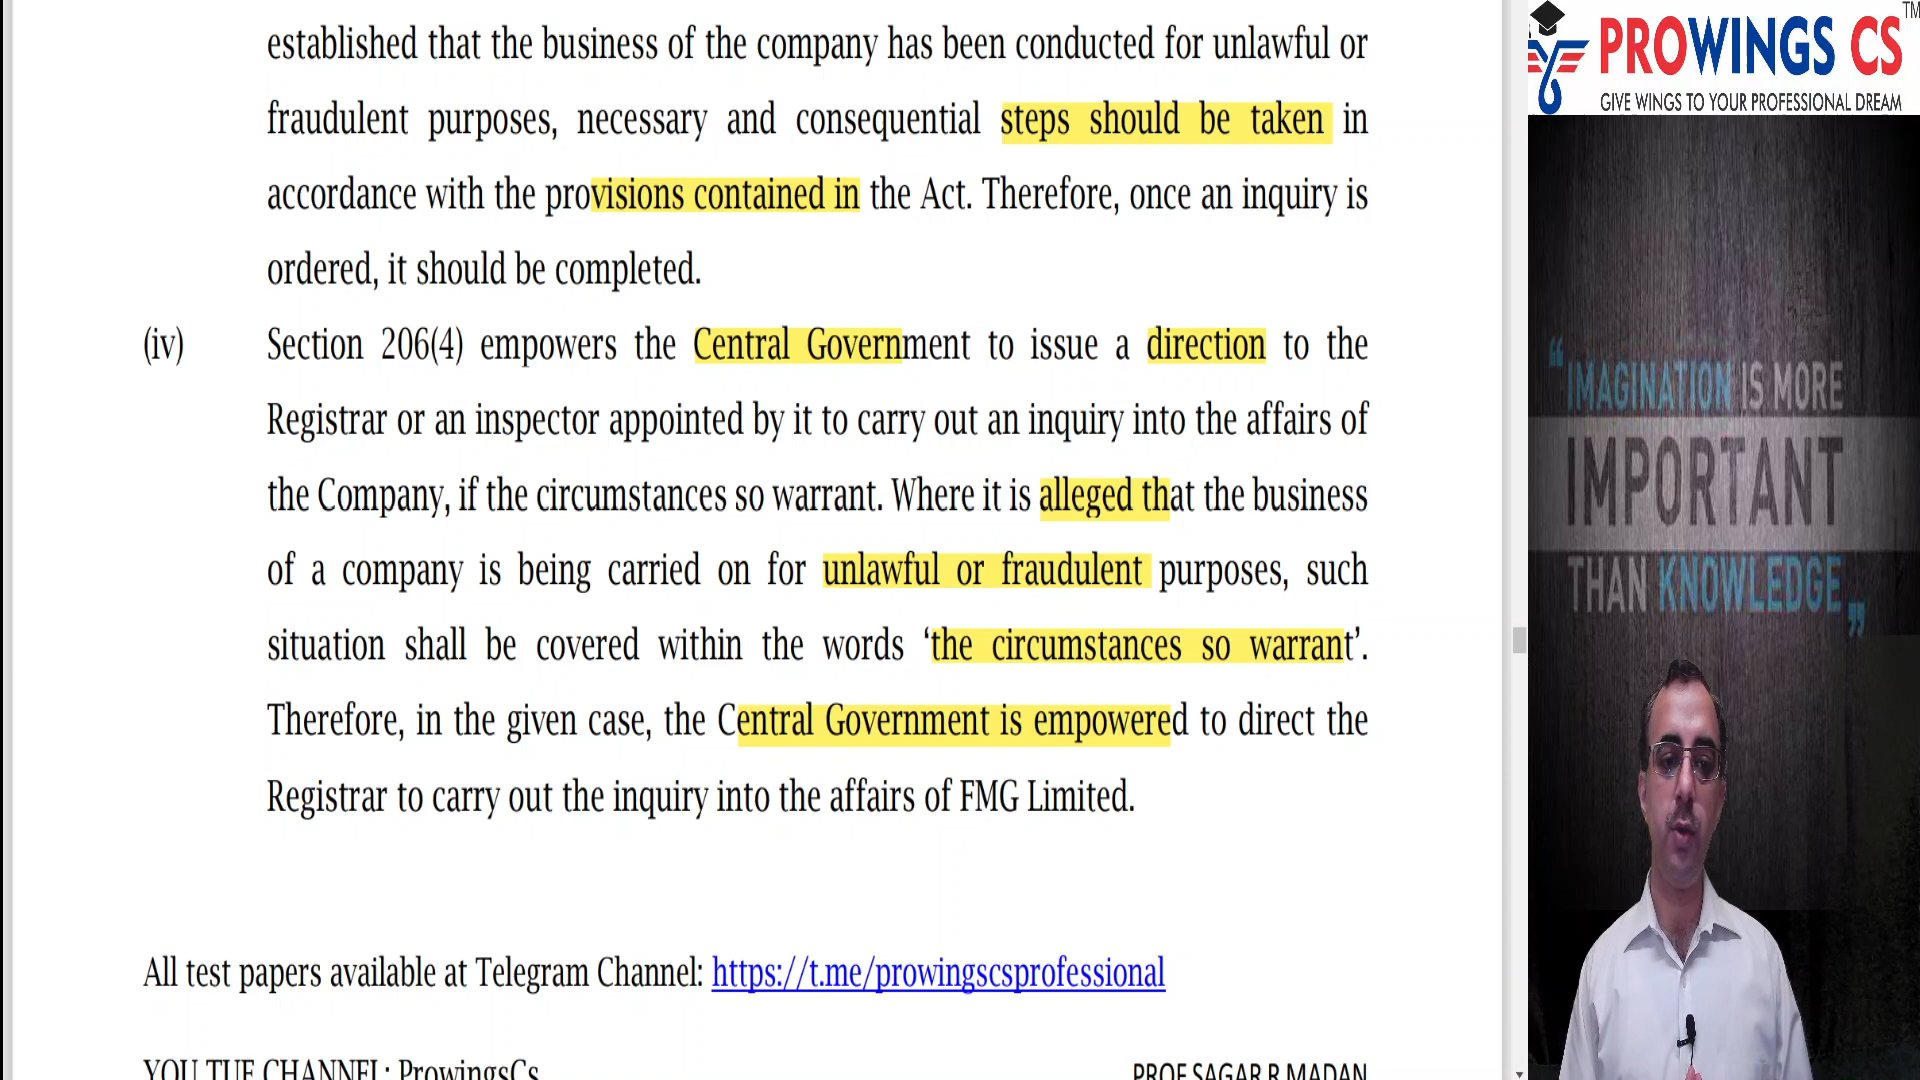 established that the business of the company has been conducted for unlawful or
fraudulent purposes, necessary and consequential steps should be taken in
accordance with the provisions contained in the Act. Therefore, once an inquiry is
ordered, it should be completed.
(iv) Section 206(4) empowers the Central Government to issue a direction to the
Registrar or an inspector appointed by it to carry out an inquiry into the affairs of
the Company, if the circumstances so warrant. Where it is alleged that the business
of a company is being carried on for unlawful or fraudulent purposes, such
situation shall be covered within the words ‘the circumstances so warrant’.
Therefore, in the given case, the Central Government is empowered to direct the
Registrar to carry out the inquiry into the affairs of FMG Limited.
All test papers available at Telegram Channel: https://t.me/prowingscsprofessional
YOU TUE CHANNEL: ProwingsCs PROF SAGAR R MADAN
PROWINGS CS TM
GIVE WINGS TO YOUR PROFESSIONAL DREAM
“IMAGINATION IS MORE
IMPORTANT
THAN KNOWLEDGE”